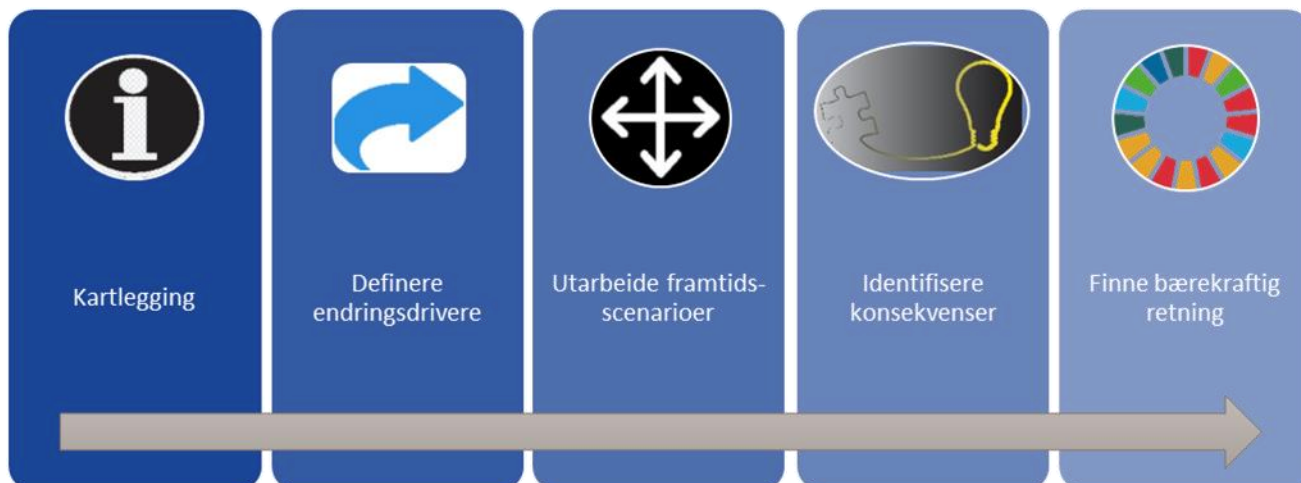 Kartlegging
Definere
endringsdrivere
Utarbeide framtids-
scenarioer
Identifisere
konsekvenser
Finne bærekraftig
retning